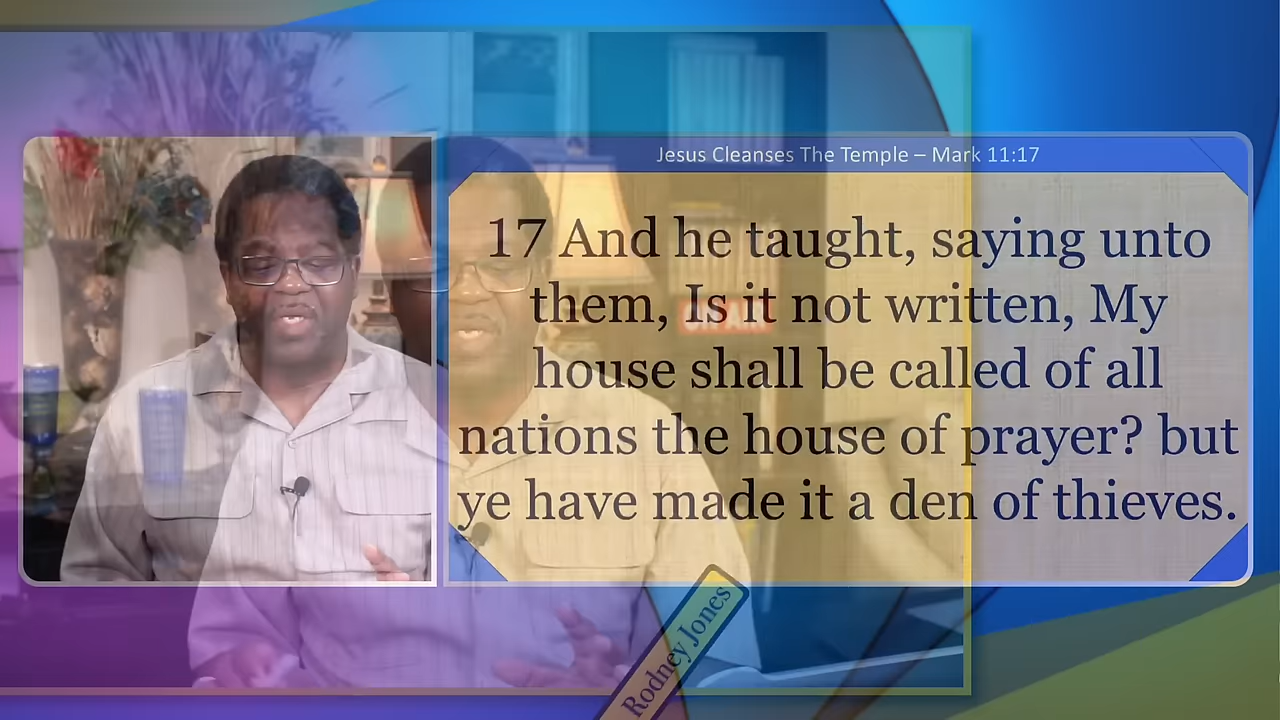 Jesus Cleanses The Temple – Mark 11:17
17 And he taught, saying unto
them, Is it not written, My
house shall be called of all
nations the house of prayer? but
ye have made it a den of thieves.
Rodney Jones